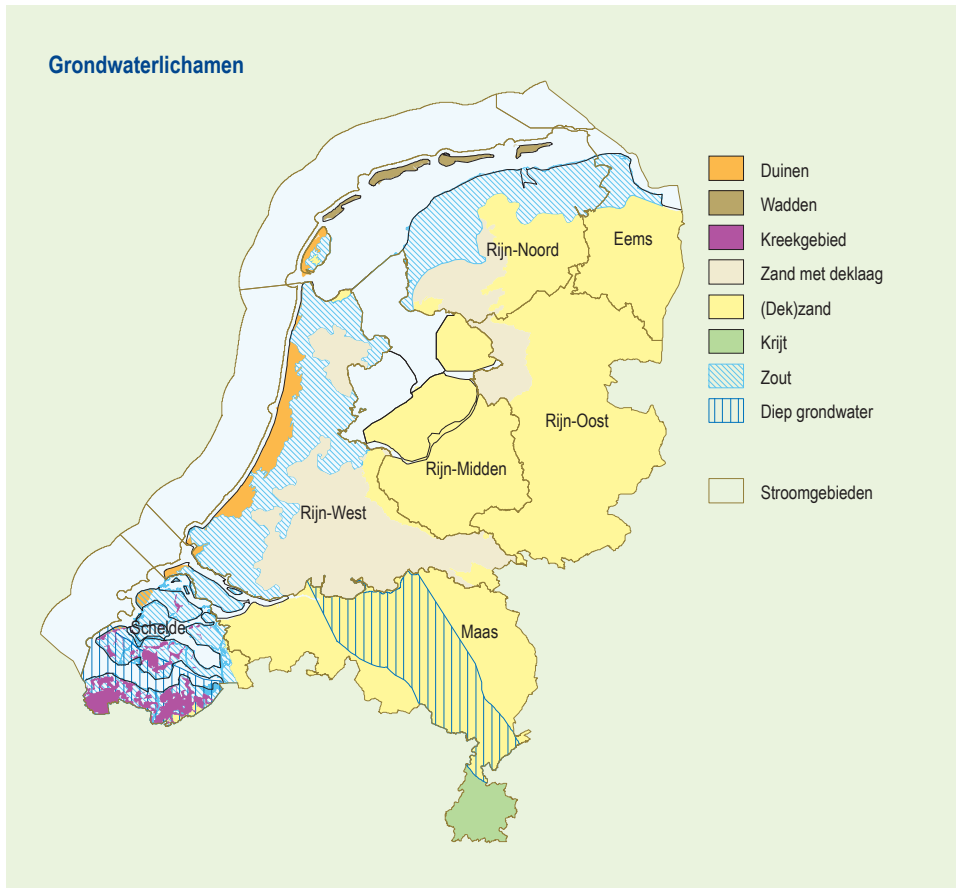 Grondwaterlichamen
Duinen
Wadden
Kreekgebied
Zand met deklaag
(Dek)zand
Krijt
Zout
Diep grondwater
Stroomgebieden
Rijn-Noord
Eems
Rijn-Oost
Rijn-Midden
Rijn-West
Schelde
Maas